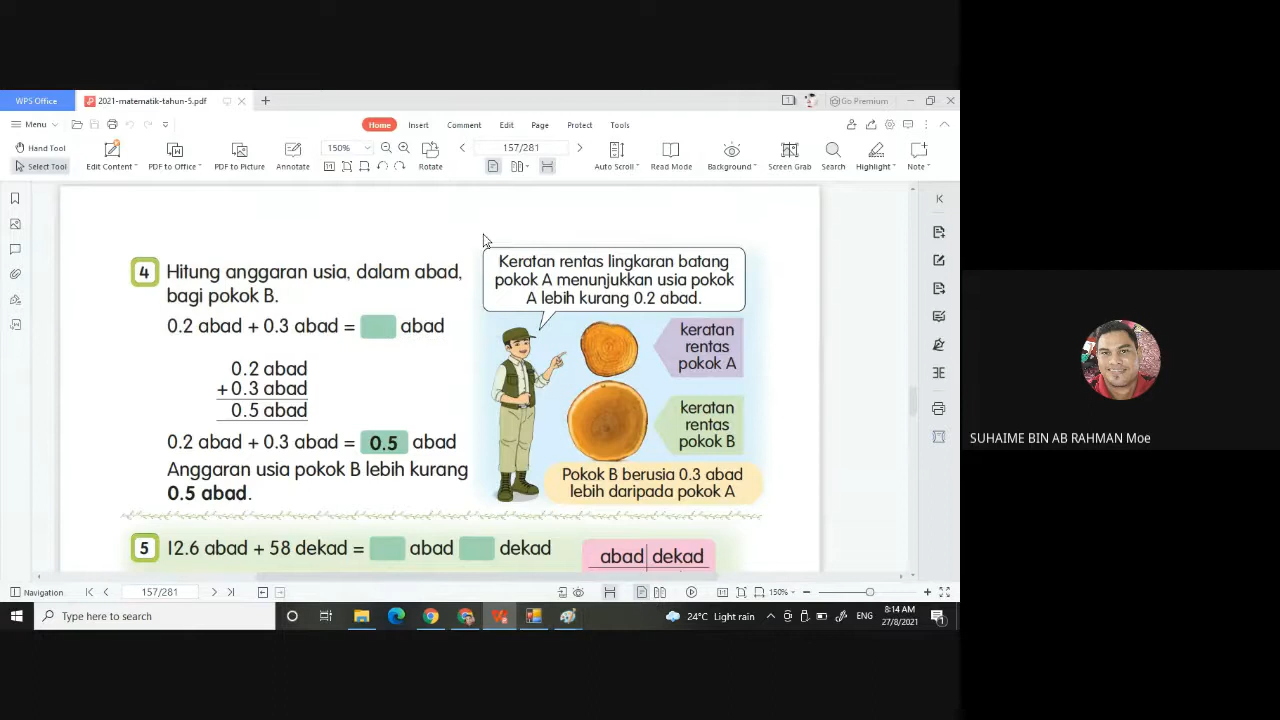 WPS Office
2021-matematik-tahun-5.pdf
Go Premium
Menu
Home
Insert
Comment
Edit
Page
Protect
Tools
Hand Tool
Select Tool
Edit Content
PDF to Office
PDF to Picture
Annotate
150%
Rotate
157/281
Auto Scroll
Read Mode
Background
Screen Grab
Search
Highlight
Note
4
Hitung anggaran usia, dalam abad,
bagi pokok B.
0.2 abad + 0.3 abad = abad
0.2 abad
+ 0.3 abad
0.5 abad
0.2 abad + 0.3 abad = 0.5 abad
Anggaran usia pokok B lebih kurang
0.5 abad.
Keratan rentas lingkaran batang
pokok A menunjukkan usia pokok
A lebih kurang 0.2 abad.
keratan
rentas
pokok A
keratan
rentas
pokok B
Pokok B berusia 0.3 abad
lebih daripada pokok A
5
12.6 abad + 58 dekad = abad dekad
abad dekad
Navigation
157/281
150%
Type here to search
24°C Light rain
ENG
8:14 AM
27/8/2021
1
SUHAIME BIN AB RAHMAN Moe